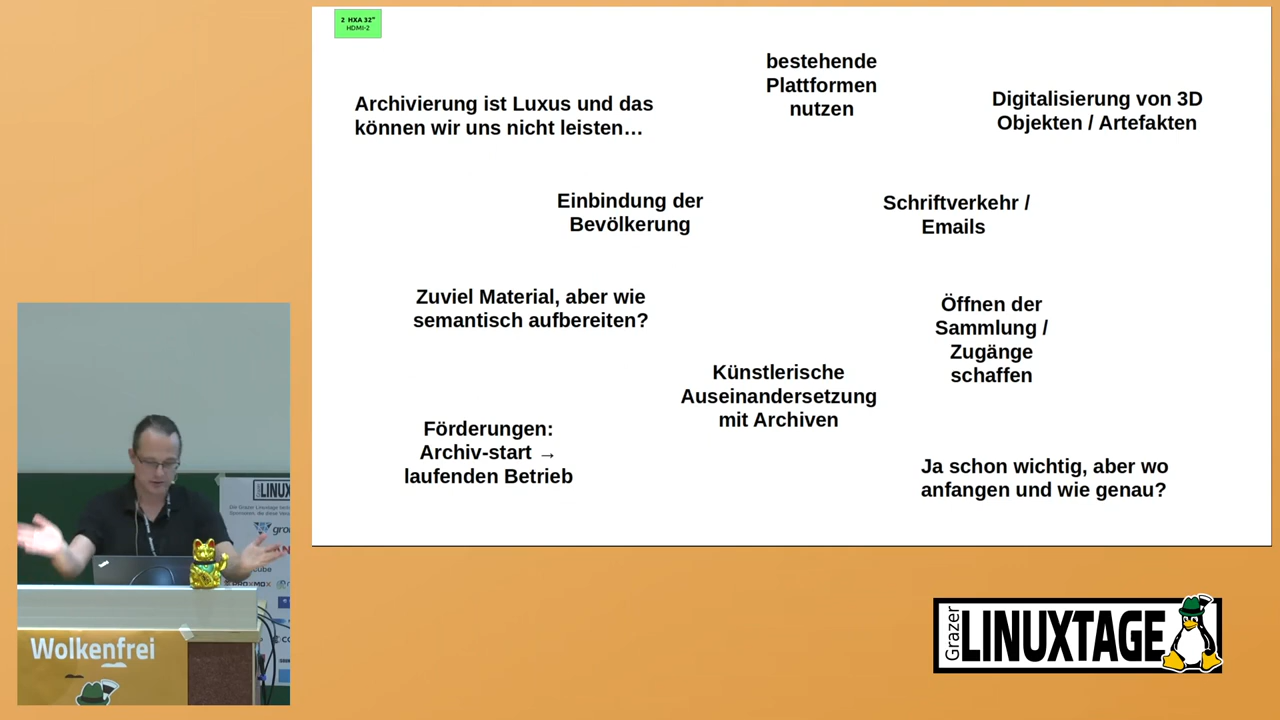 2 HXA 32"
HDMI-2
bestehende
Plattformen
nutzen
Archivierung ist Luxus und das
können wir uns nicht leisten…
Digitalisierung von 3D
Objekten / Artefakten
Einbindung der
Bevölkerung
Schriftverkehr /
Emails
Zuviel Material, aber wie
semantisch aufbereiten?
Öffnen der
Sammlung /
Zugänge
schaffen
Künstlerische
Auseinandersetzung
mit Archiven
Förderungen:
Archiv-start →
laufenden Betrieb
Ja schon wichtig, aber wo
anfangen und wie genau?
LINUX
PROXMOX
Wolkenfrei
Grazer
LINUXTAGE